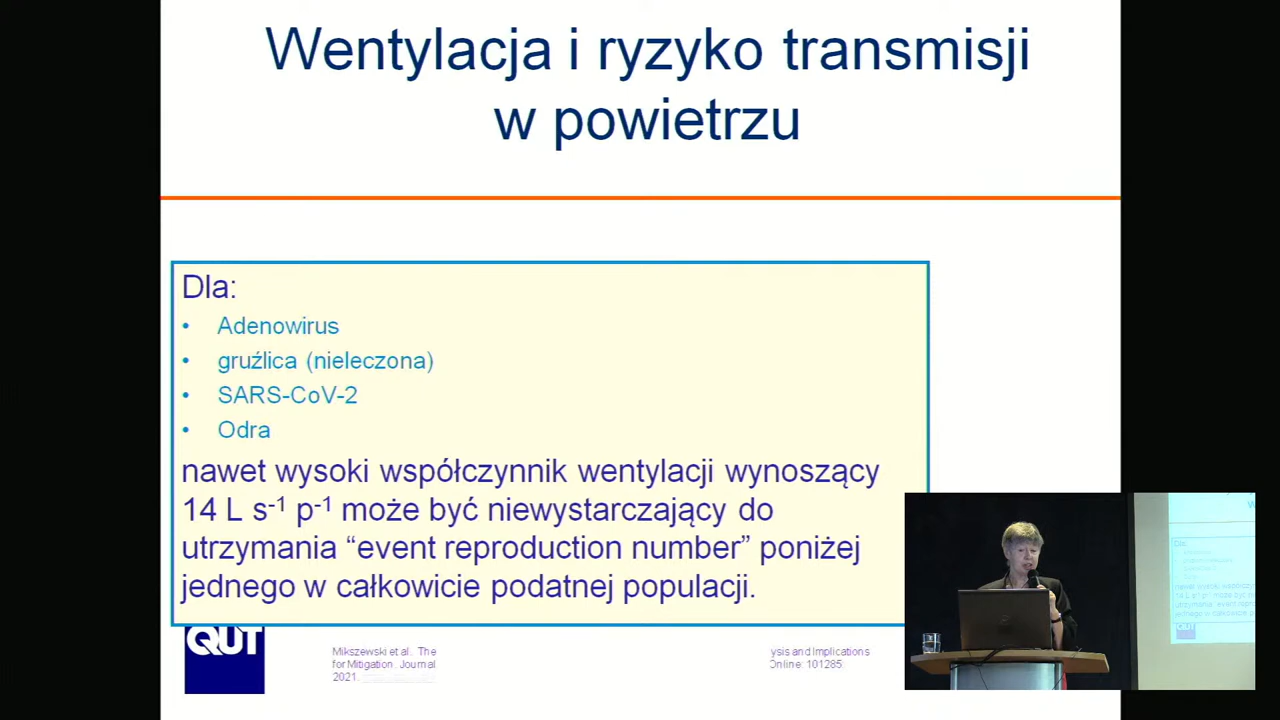 Wentylacja i ryzyko transmisji
w powietrzu
Dla:
• Adenowirus
• gruźlica (nieleczona)
• SARS-CoV-2
• Odra
nawet wysoki współczynnik wentylacji wynoszący
14 L s-1 p-1 może być niewystarczający do
utrzymania “event reproduction number” poniżej
jednego w całkowicie podatnej populacji.
QUT
Mikszewski et al. The
ysis and Implications
for Mitigation. Journal
Online: 101285
2021.